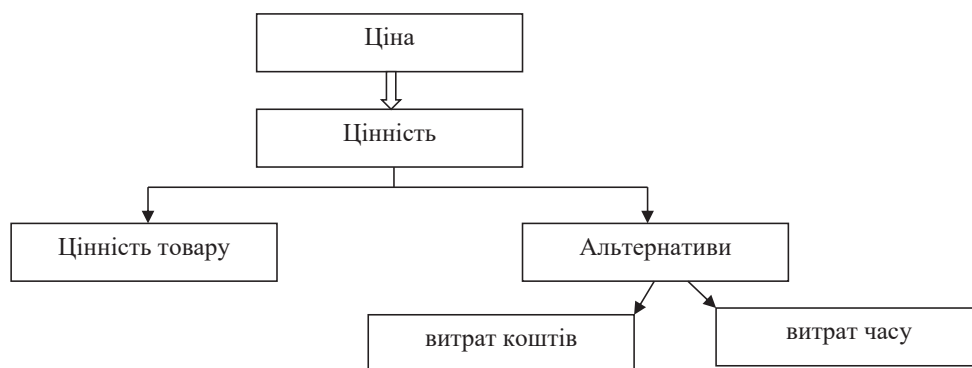 Ціна
Цінність
Цінність товару
Альтернативи
витрат коштів
витрат часу